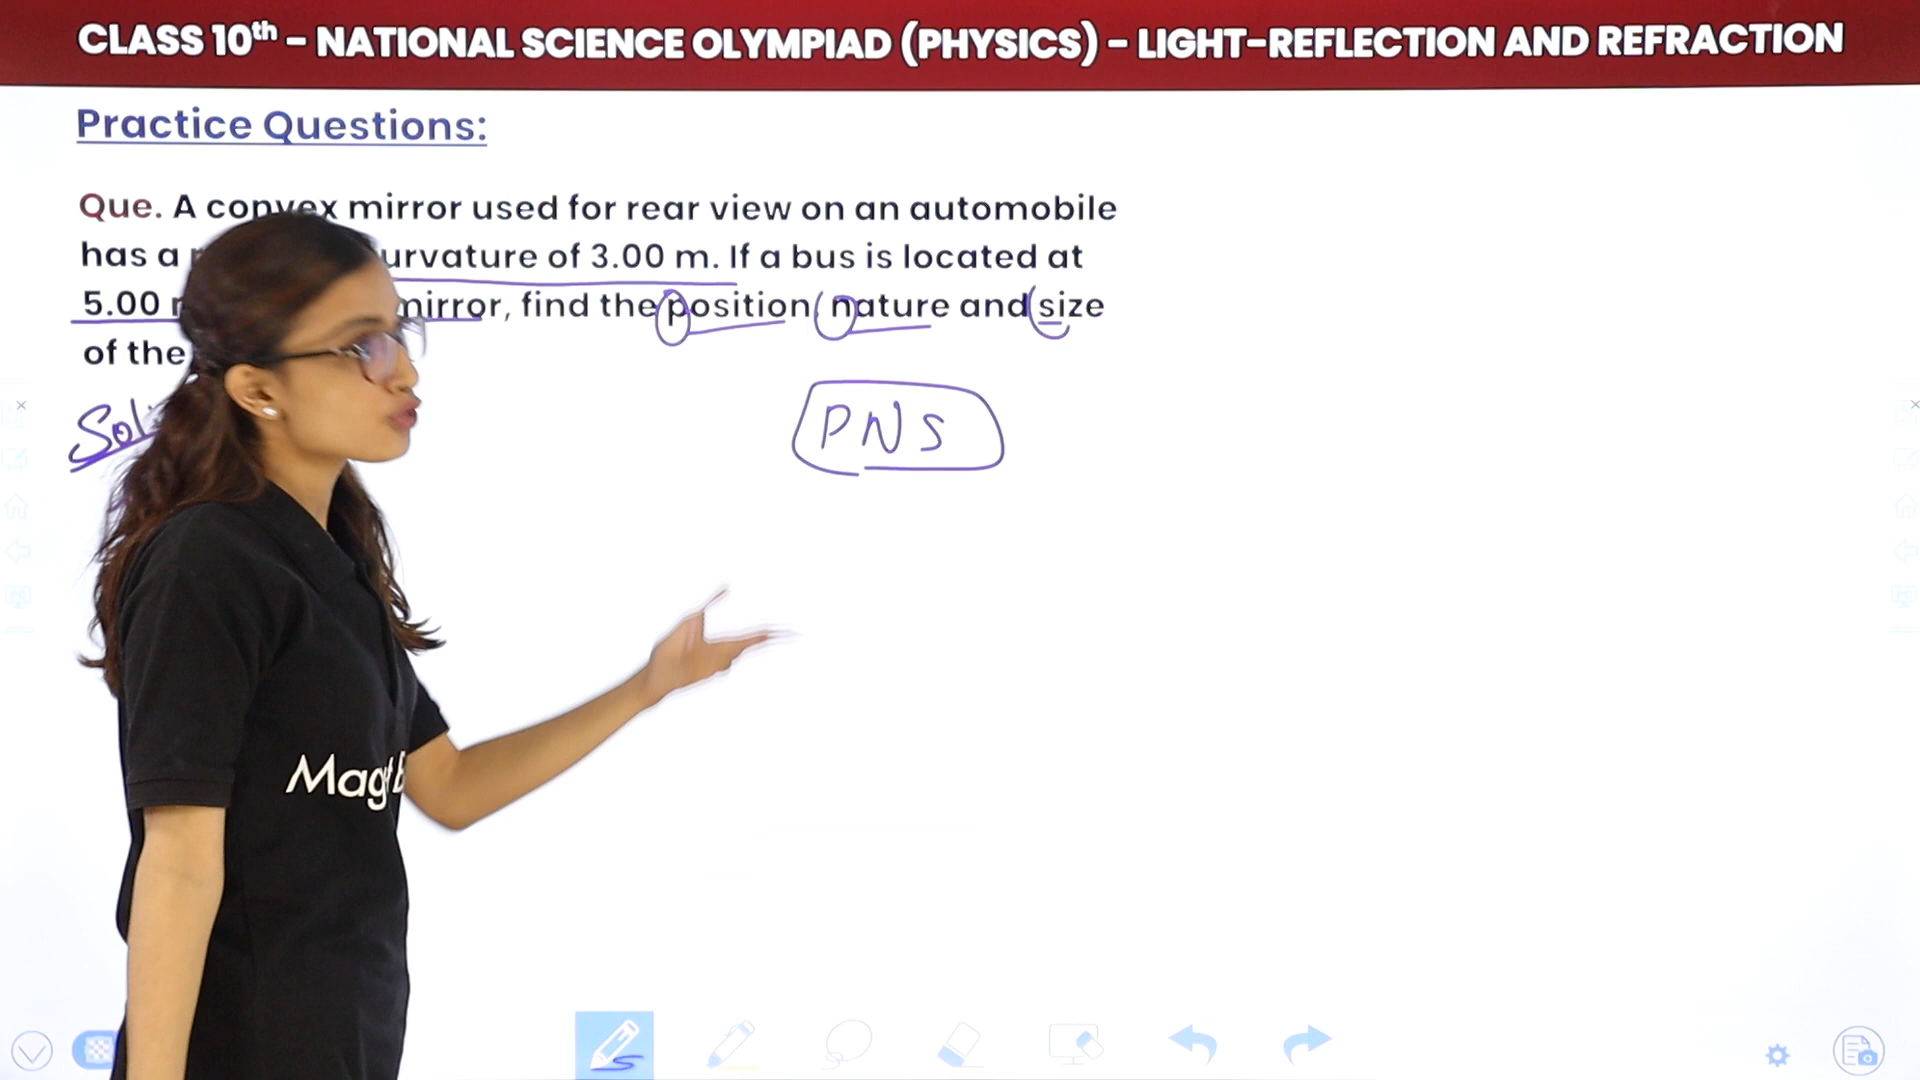 CLASS 10th - NATIONAL SCIENCE OLYMPIAD (PHYSICS) - LIGHT-REFLECTION AND REFRACTION
Practice Questions:
Que. A convex mirror used for rear view on an automobile
has a urvature of 3.00 m. If a bus is located at
5.00 mirror, find the position, nature and size
of the
Sol
PNS
Mag